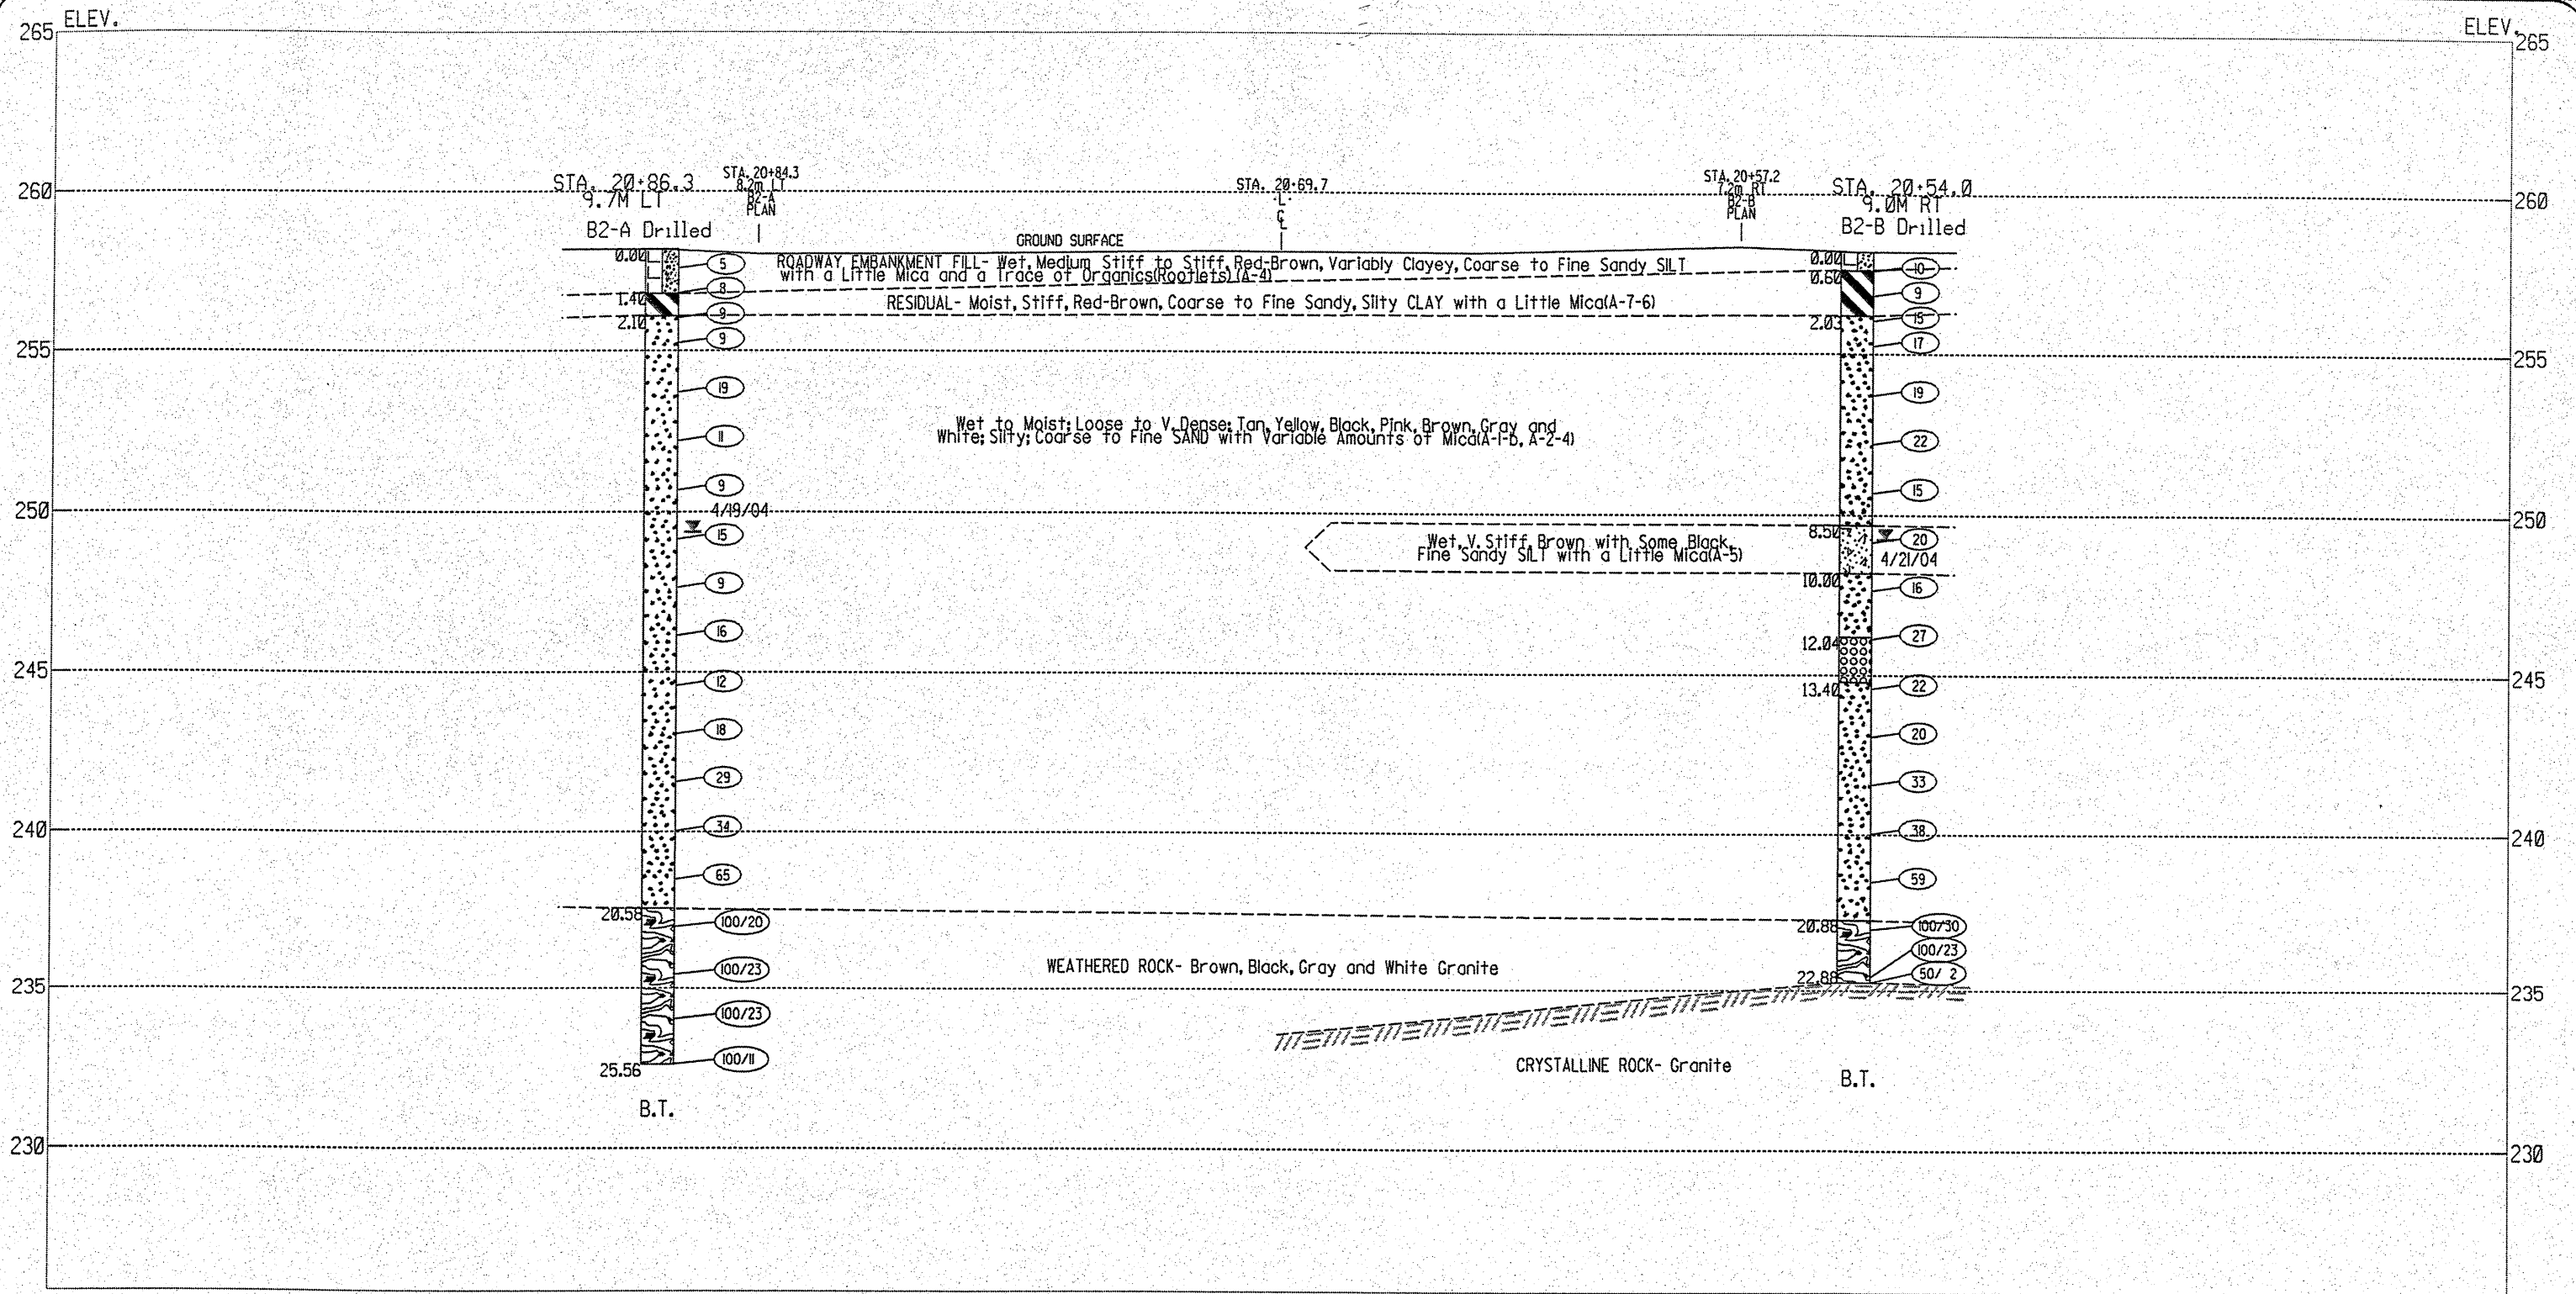 ELEV.
ELEV.
265
265
STA. 20+84.3
8.2m LT
B2-A
PLAN
STA. 20+57.2
7.2m RT
B2-B
PLAN
STA. 20+86.3
9.7M LT
B2-A Drilled
STA. 20+69.7
-L-
℄
STA. 20+54.0
9.0M RT
B2-B Drilled
260
260
GROUND SURFACE
0.00
5
ROADWAY EMBANKMENT FILL- Wet, Medium Stiff to Stiff, Red-Brown, Variably Clayey, Coarse to Fine Sandy SILT
with a Little Mica and a Trace of Organics(Rootlets) (A-4)
0.00
10
8
0.60
9
1.40
RESIDUAL- Moist, Stiff, Red-Brown, Coarse to Fine Sandy, Silty CLAY with a Little Mica(A-7-6)
9
2.10
2.03
15
9
17
255
255
19
19
Wet to Moist; Loose to V. Dense; Tan, Yellow, Black, Pink, Brown, Gray and
White; Silty; Coarse to Fine SAND with Variable Amounts of Mica(A-1-b, A-2-4)
11
22
9
15
250
4/19/04
250
15
8.50
20
Wet, V. Stiff, Brown with Some Black,
Fine Sandy SILT with a Little Mica(A-5)
4/21/04
9
10.00
16
16
12.04
27
245
245
12
13.40
22
18
20
29
33
240
34
38
240
65
59
20.58
100/20
20.88
100/30
100/23
100/23
WEATHERED ROCK- Brown, Black, Gray and White Granite
22.88
50/ 2
235
235
100/23
100/11
25.56
CRYSTALLINE ROCK- Granite
B.T.
B.T.
230
230